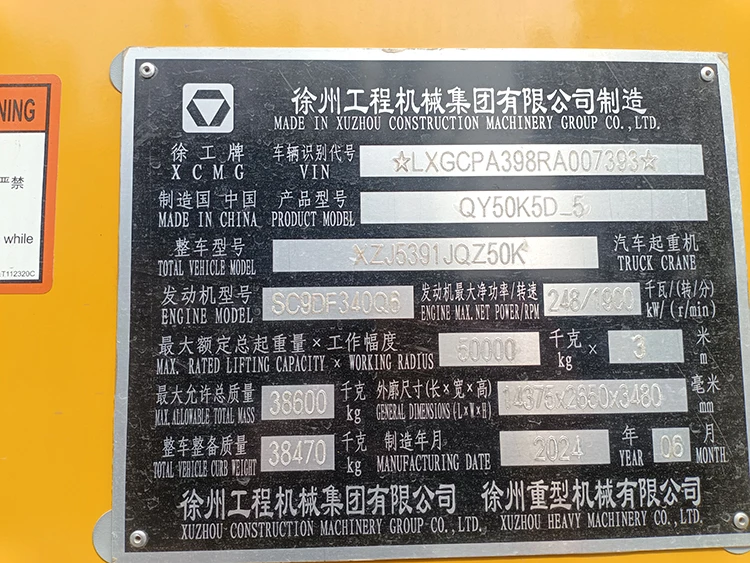 NING
严禁
while
T112320C
徐州工程机械集团有限公司制造
MADE IN XUZHOU CONSTRUCTION MACHINERY GROUP CO.,LTD.
徐工牌 车辆识别代号 ☆LXGCPA398RA007393☆
XCMG VIN
制造国 中国 产品型号 QY50K5D_5
MADE IN CHINA PRODUCT MODEL
整车型号 XZJ5391JQZ50K 汽车起重机
TOTAL VEHICLE MODEL TRUCK CRANE
发动机型号 SC9DF340Q6 发动机最大净功率/转速 248/1900 千瓦/(转/分)
ENGINE MODEL ENGINE MAX. NET POWER/RPM kW/(r/min)
最大额定总起重量×工作幅度 50000 千克 × 3 米
MAX. RATED LIFTING CAPACITY × WORKING RADIUS kg m
最大允许总质量 38600 千克 外廓尺寸(长×宽×高) 14375x2650x3480 毫米
MAX. ALLOWABLE TOTAL MASS kg GENERAL DIMENSIONS(L×W×H) mm
整车整备质量 38470 千克 制造年月 2024 年 06 月
TOTAL VEHICLE CURB WEIGHT kg MANUFACTURING DATE YEAR MONTH
徐州工程机械集团有限公司 徐州重型机械有限公司
XUZHOU CONSTRUCTION MACHINERY GROUP CO.,LTD. XUZHOU HEAVY MACHINERY CO.,LTD.